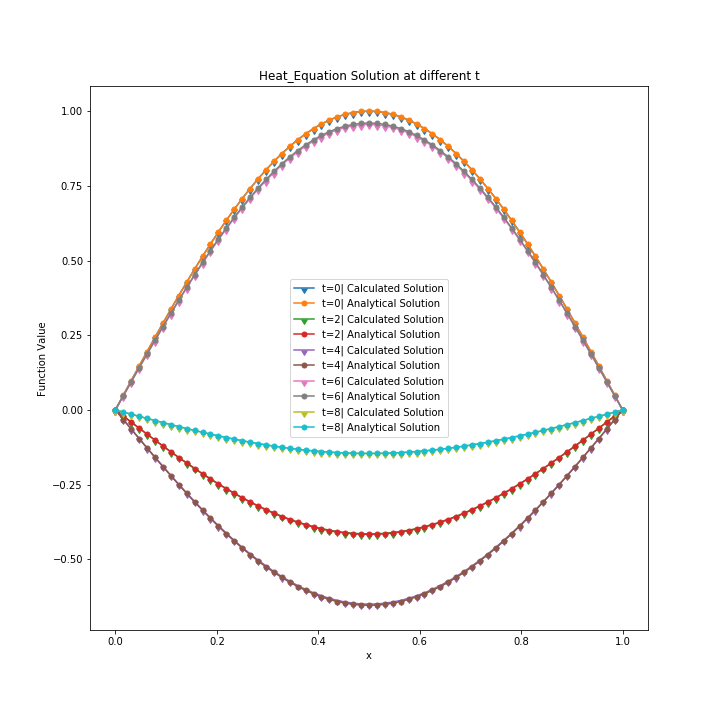 Heat_Equation Solution at different t
1.00
0.75
0.50
0.25
0.00
−0.25
−0.50
Function Value
t=0| Calculated Solution
t=0| Analytical Solution
t=2| Calculated Solution
t=2| Analytical Solution
t=4| Calculated Solution
t=4| Analytical Solution
t=6| Calculated Solution
t=6| Analytical Solution
t=8| Calculated Solution
t=8| Analytical Solution
0.0 0.2 0.4 0.6 0.8 1.0
x